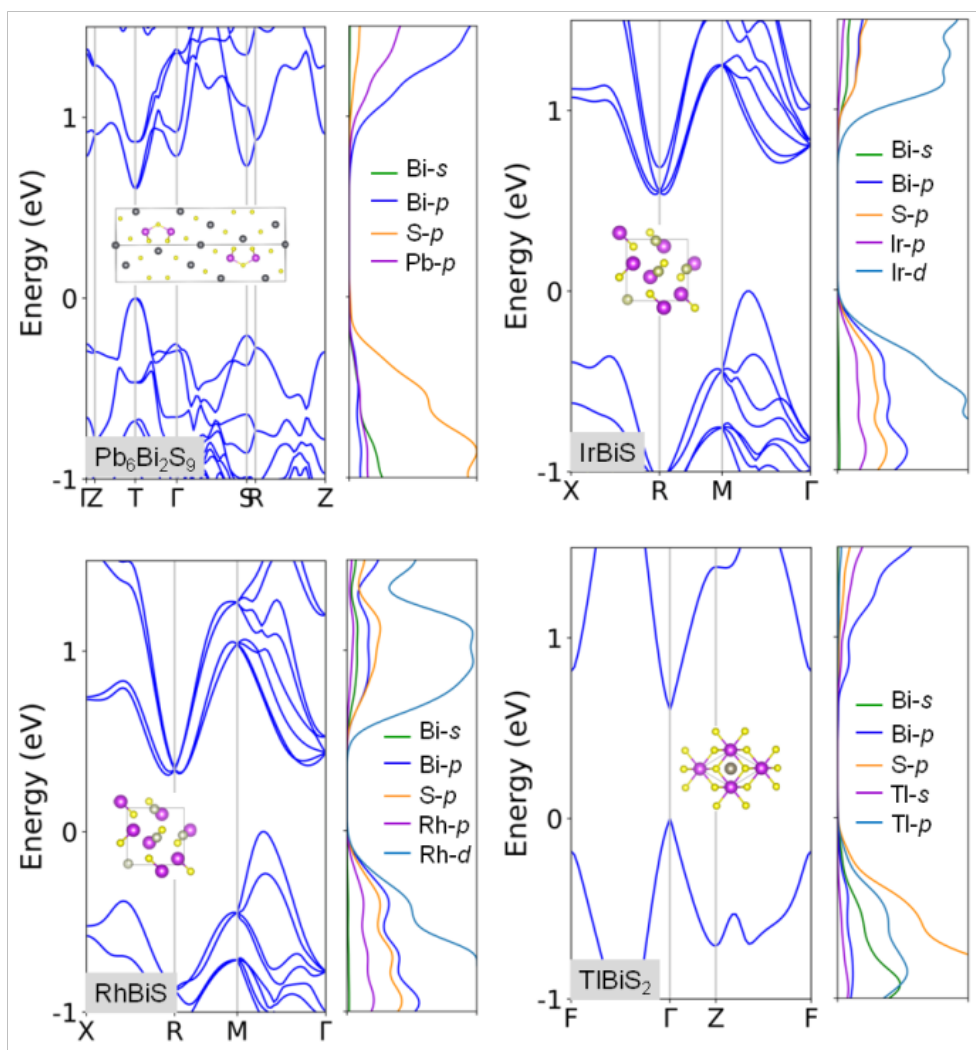 Energy (eV)
1
0
-1
Γ Z T Γ S R Z
Pb₆Bi₂S₉
Bi-s
Bi-p
S-p
Pb-p
Energy (eV)
1
0
-1
X R M Γ
IrBiS
Bi-s
Bi-p
S-p
Ir-p
Ir-d
Energy (eV)
1
0
-1
X R M Γ
RhBiS
Bi-s
Bi-p
S-p
Rh-p
Rh-d
Energy (eV)
1
0
-1
F Γ Z F
TlBiS₂
Bi-s
Bi-p
S-p
Tl-s
Tl-p